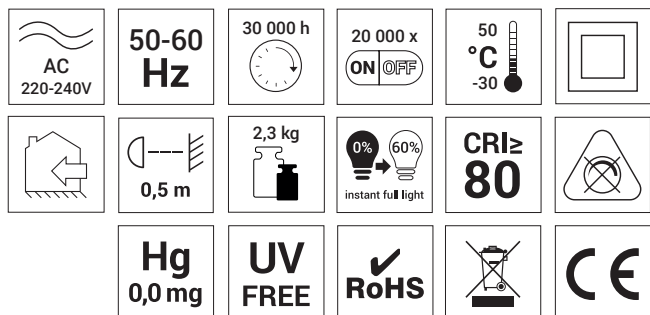 AC
220-240V
50-60
Hz
30 000 h
20 000 x
ON OFF
50
°C
-30
0,5 m
2,3 kg
0% 60%
instant full light
CRI≥
80
Hg
0,0 mg
UV
FREE
RoHS
CE